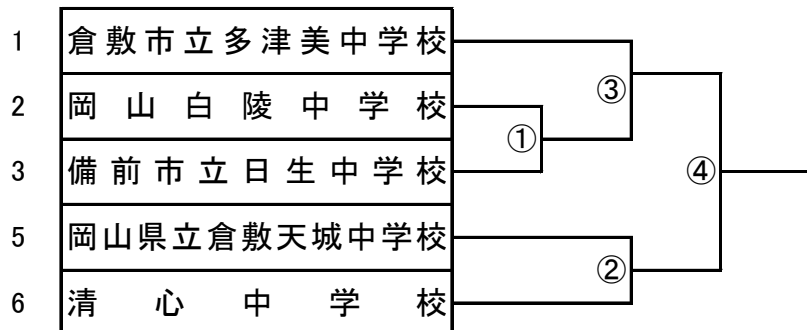 1 倉敷市立多津美中学校
2 岡山白陵中学校
3 備前市立日生中学校
5 岡山県立倉敷天城中学校
6 清心中学校
③
①
④
②